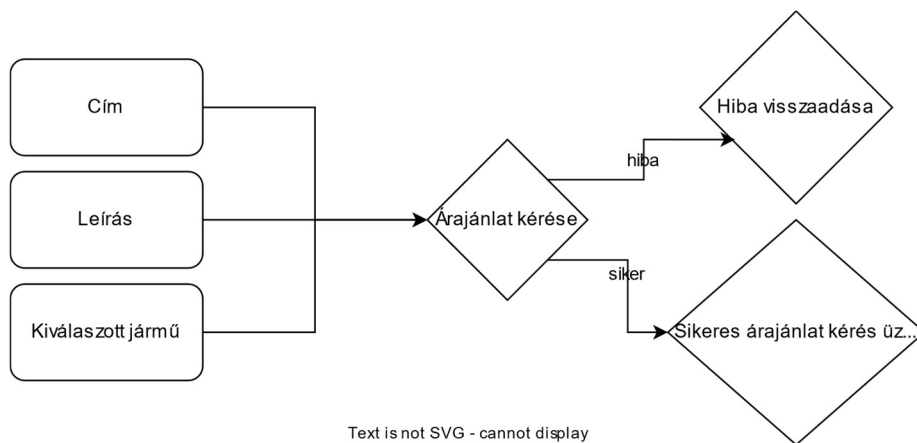 Cím
Leírás
Kiválaszott jármű
Árajánlat kérése
hiba
Hiba visszaadása
siker
Sikeres árajánlat kérés üz...
Text is not SVG - cannot display